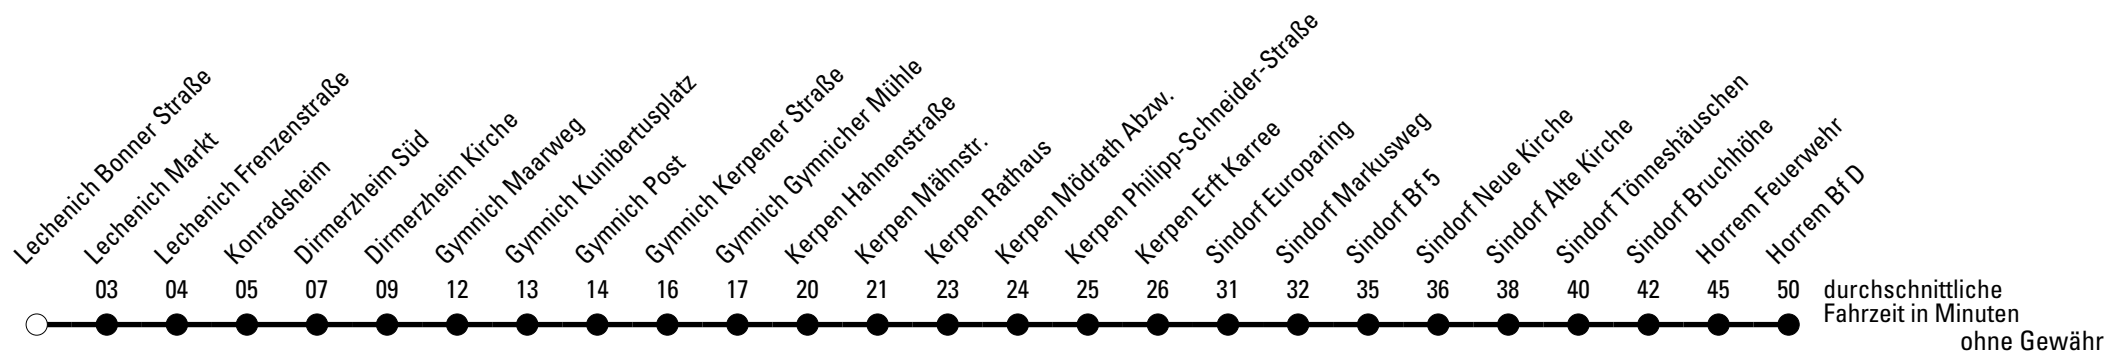 Lechenich Bonner Straße
Lechenich Markt
Lechenich Frenzenstraße
Konradsheim
Dirmerzheim Süd
Dirmerzheim Kirche
Gymnich Maarweg
Gymnich Kunibertusplatz
Gymnich Post
Gymnich Kerpener Straße
Gymnich Gymnicher Mühle
Kerpen Hahnenstraße
Kerpen Mähnstr.
Kerpen Rathaus
Kerpen Mödrath Abzw.
Kerpen Philipp-Schneider-Straße
Kerpen Erft Karree
Sindorf Europaring
Sindorf Markusweg
Sindorf Bf 5
Sindorf Neue Kirche
Sindorf Alte Kirche
Sindorf Tönneshäuschen
Sindorf Bruchhöhe
Horrem Feuerwehr
Horrem Bf D
03 04 05 07 09 12 13 14 16 17 20 21 23 24 25 26 31 32 35 36 38 40 42 45 50 durchschnittliche
Fahrzeit in Minuten
ohne Gewähr